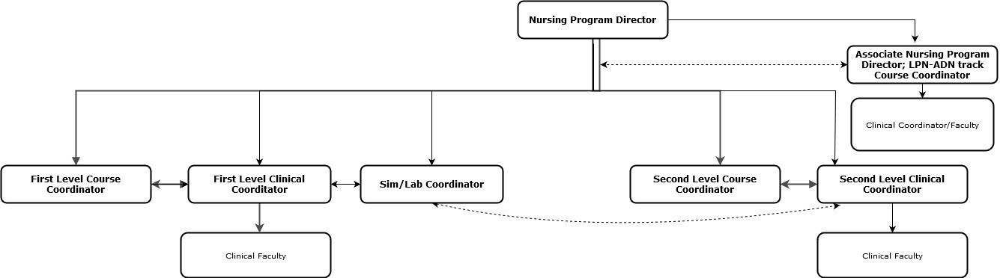 Nursing Program Director
Associate Nursing Program
Director; LPN-ADN track
Course Coordinator
Clinical Coordinator/Faculty
First Level Course
Coordinator
First Level Clinical
Coorditator
Sim/Lab Coordinator
Second Level Course
Coordinator
Second Level Clinical
Coordinator
Clinical Faculty
Clinical Faculty